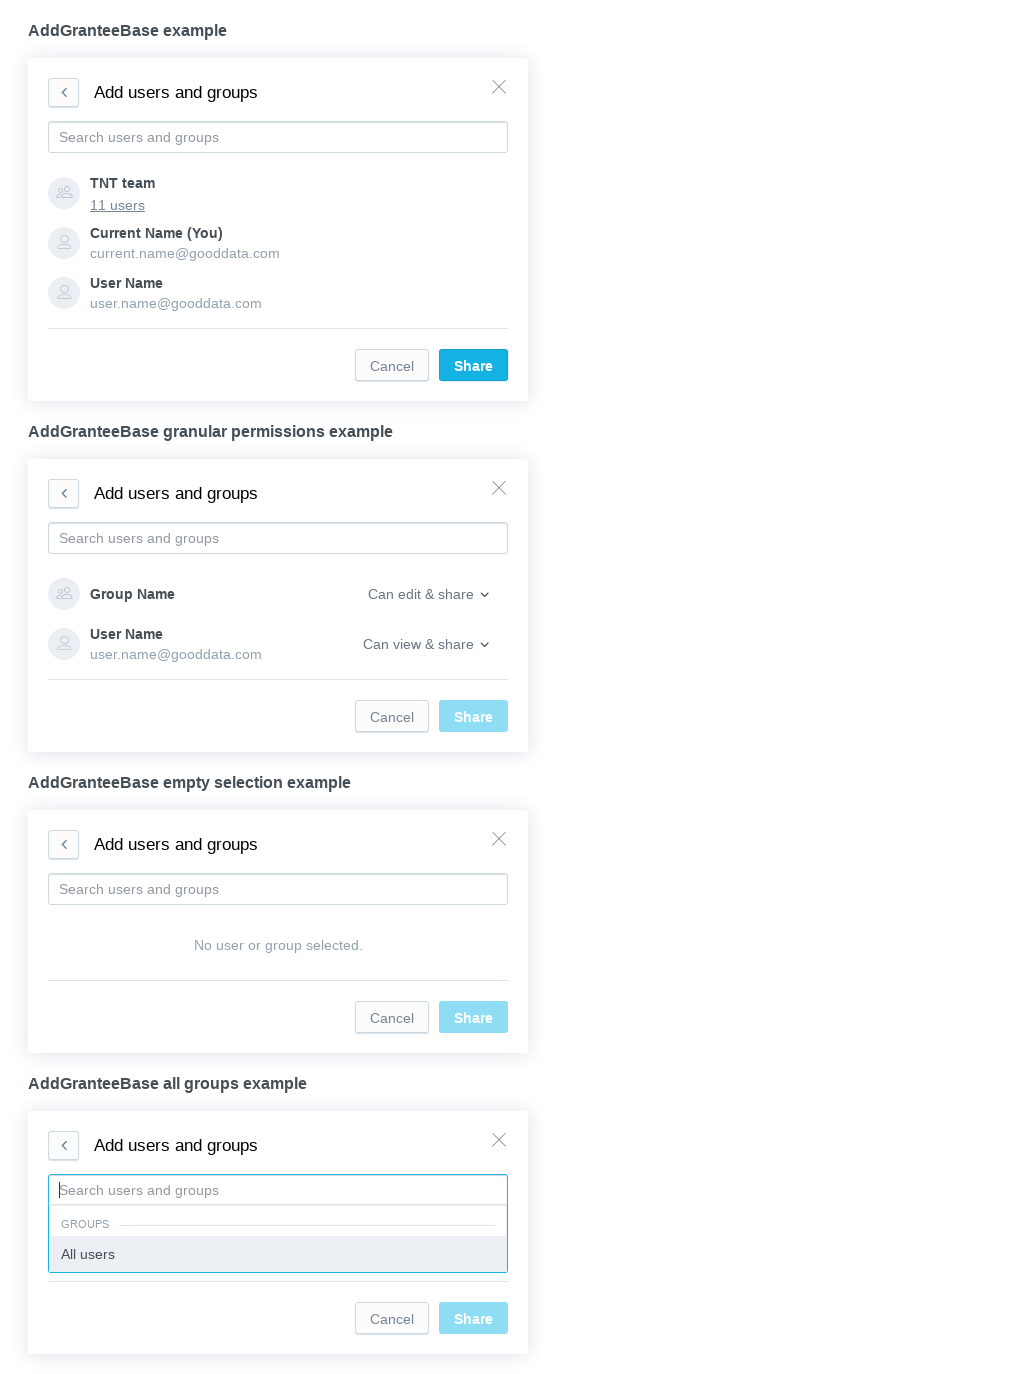 AddGranteeBase example
Add users and groups
Search users and groups
TNT team
11 users
Current Name (You)
current.name@gooddata.com
User Name
user.name@gooddata.com
Cancel Share
AddGranteeBase granular permissions example
Add users and groups
Search users and groups
Group Name Can edit & share
User Name
user.name@gooddata.com Can view & share
Cancel Share
AddGranteeBase empty selection example
Add users and groups
Search users and groups
No user or group selected.
Cancel Share
AddGranteeBase all groups example
Add users and groups
Search users and groups
GROUPS
All users
Cancel Share